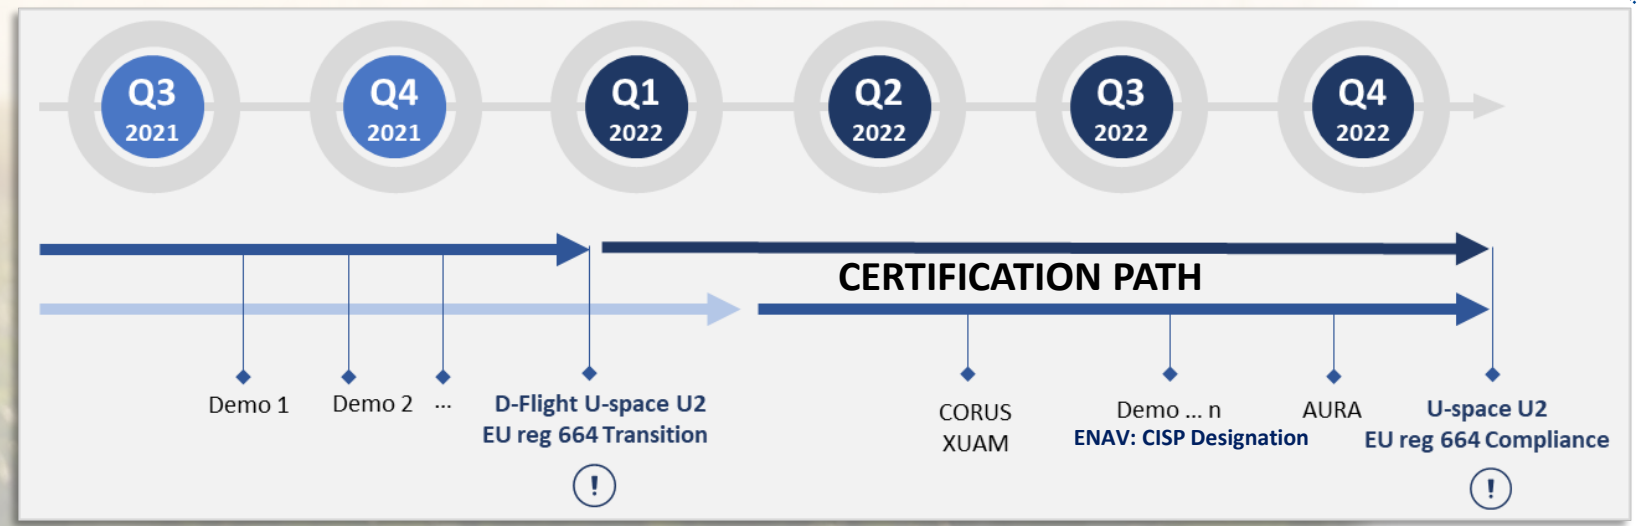 Q3
2021
Q4
2021
Q1
2022
Q2
2022
Q3
2022
Q4
2022
CERTIFICATION PATH
Demo 1
Demo 2
...
D-Flight U-space U2
EU reg 664 Transition
!
CORUS
XUAM
Demo ... n
ENAV: CISP Designation
AURA
U-space U2
EU reg 664 Compliance
!